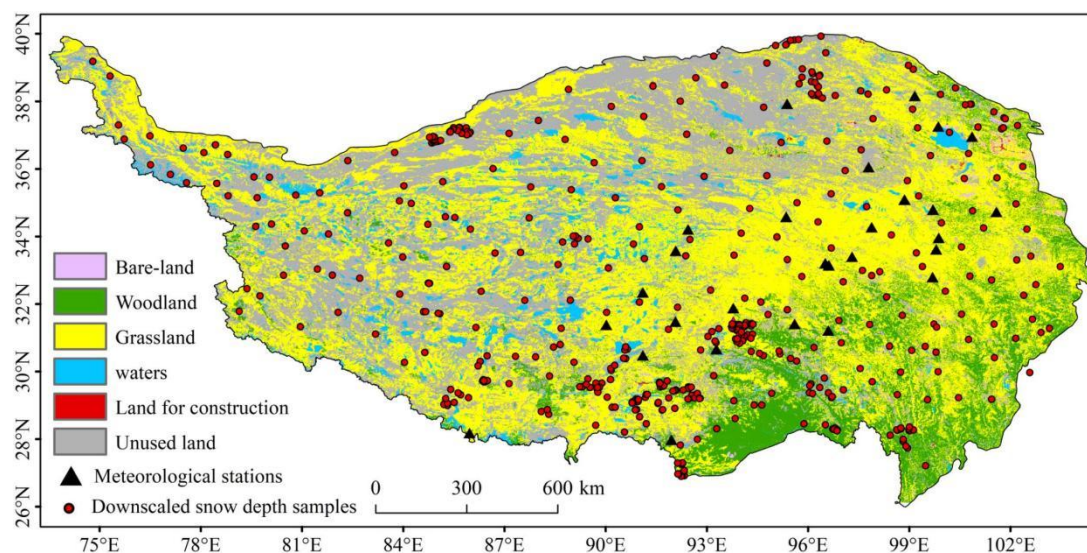 40°N
38°N
36°N
34°N
32°N
30°N
28°N
26°N
Bare-land
Woodland
Grassland
waters
Land for construction
Unused land
Meteorological stations
Downscaled snow depth samples
0 300 600 km
75°E 78°E 81°E 84°E 87°E 90°E 93°E 96°E 99°E 102°E